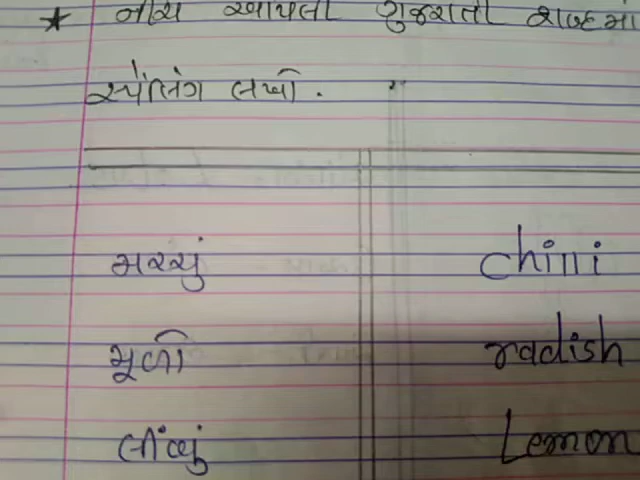 ★ નીચે આપેલા ગુજરાતી શબ્દમાં
સ્પેલિંગ લખો.
મરચું chilli
મૂળો radish
લીંબુ Lemon